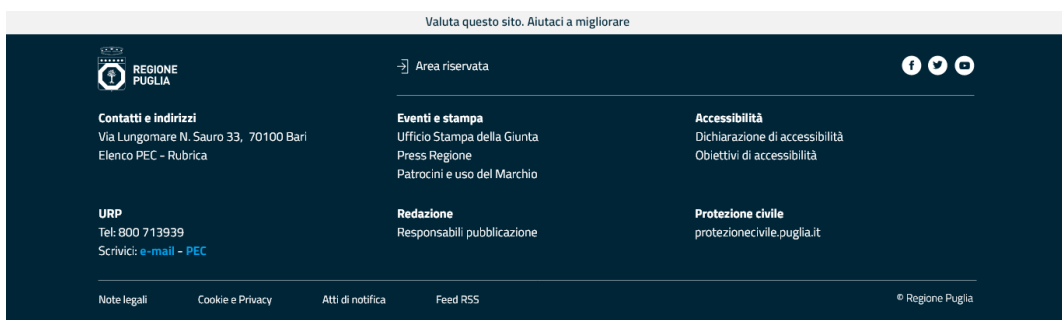 Valuta questo sito. Aiutaci a migliorare
REGIONE
PUGLIA
Area riservata
Contatti e indirizzi
Via Lungomare N. Sauro 33, 70100 Bari
Elenco PEC - Rubrica
Eventi e stampa
Ufficio Stampa della Giunta
Press Regione
Patrocini e uso del Marchio
Accessibilità
Dichiarazione di accessibilità
Obiettivi di accessibilità
URP
Tel: 800 713939
Scrivici: e-mail - PEC
Redazione
Responsabili pubblicazione
Protezione civile
protezionecivile.puglia.it
Note legali
Cookie e Privacy
Atti di notifica
Feed RSS
© Regione Puglia